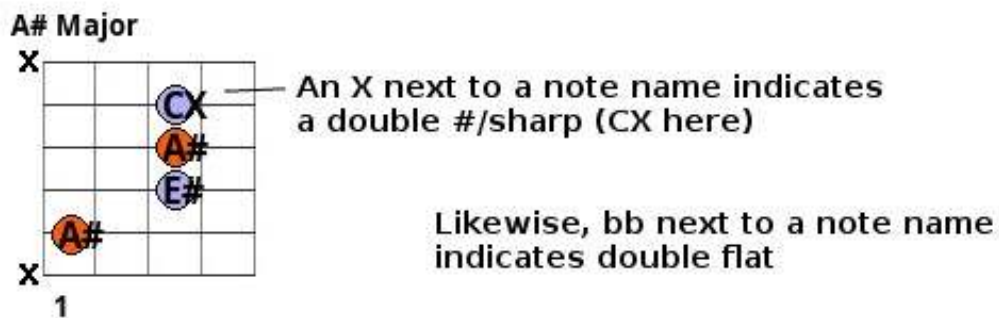 A# Major
X
CX
An X next to a note name indicates
a double #/sharp (CX here)
A#
E#
A#
Likewise, bb next to a note name
indicates double flat
X
1